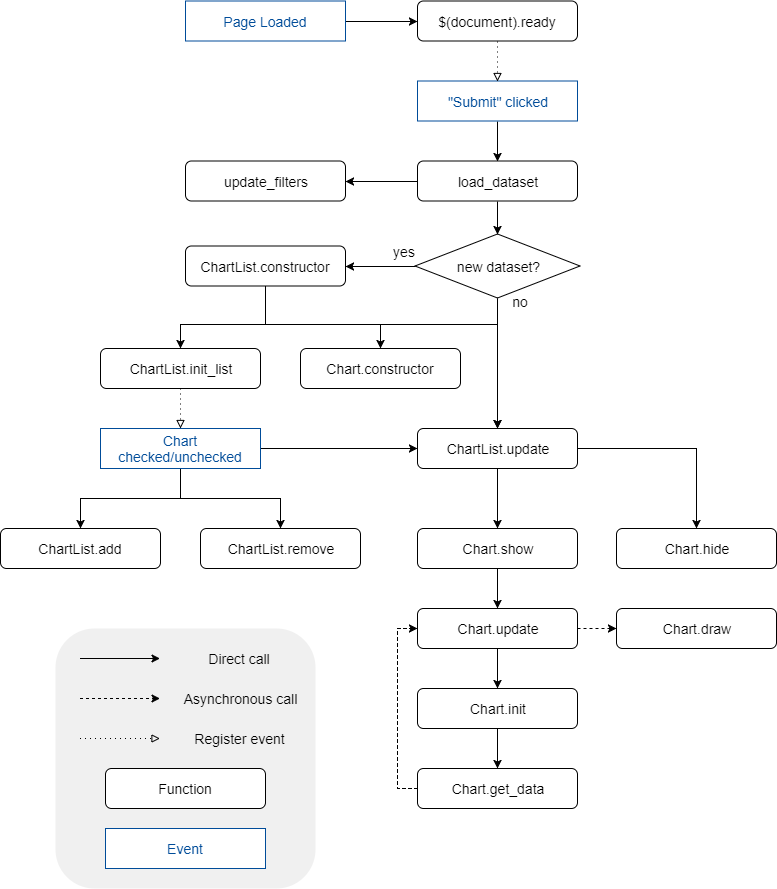 Page Loaded
$(document).ready
"Submit" clicked
update_filters
load_dataset
yes
ChartList.constructor
new dataset?
no
ChartList.init_list
Chart.constructor
Chart
checked/unchecked
ChartList.update
ChartList.add
ChartList.remove
Chart.show
Chart.hide
Chart.update
Chart.draw
Direct call
Asynchronous call
Chart.init
Register event
Function
Chart.get_data
Event